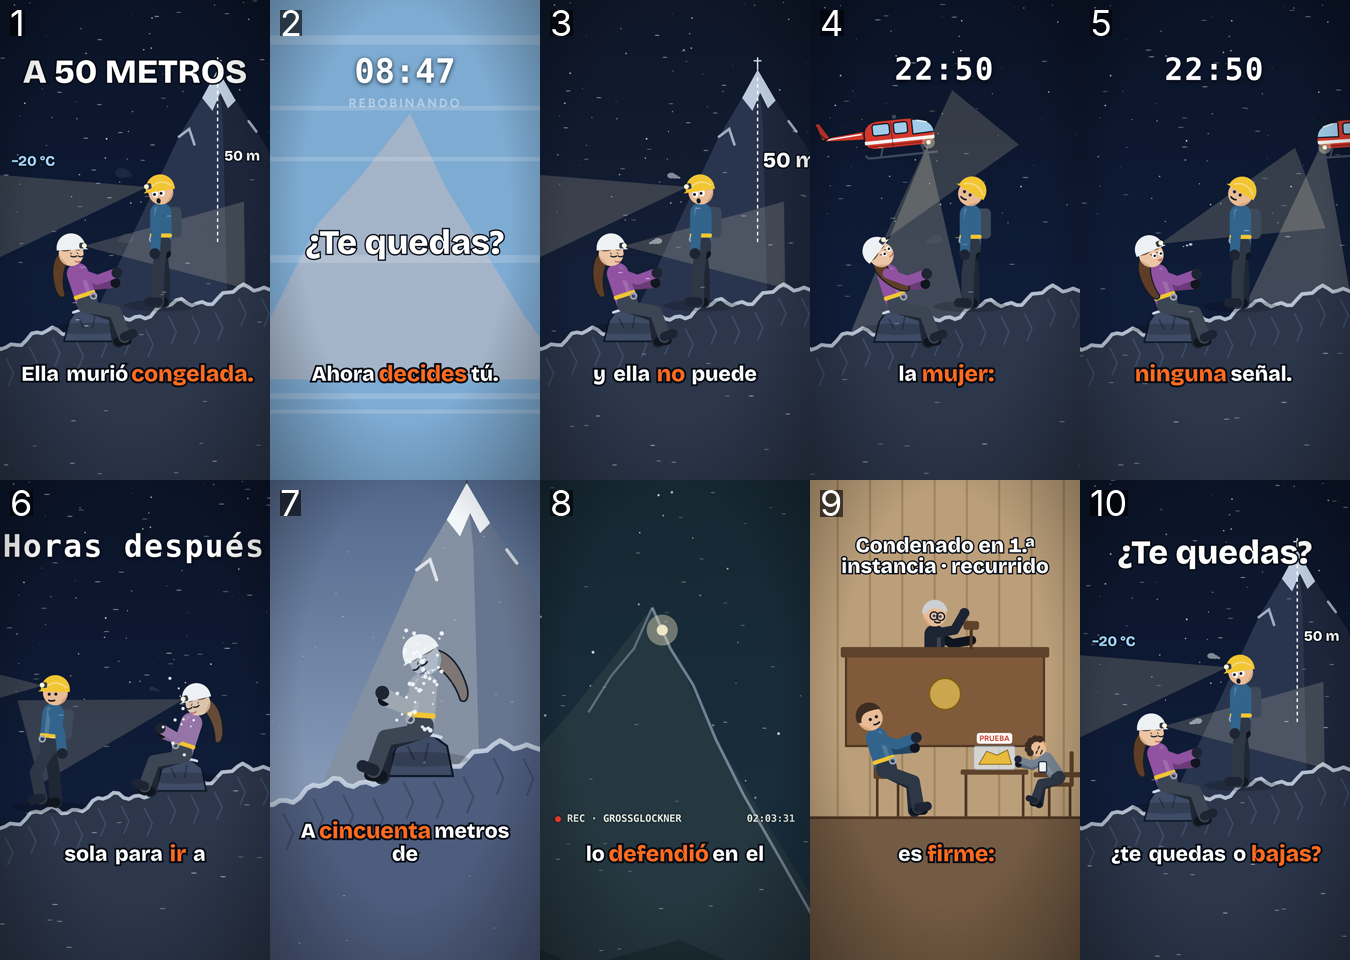 1
A 50 METROS
-20 °C
50 m
Ella murió congelada.
2
08:47
REBOBINANDO
¿Te quedas?
Ahora decides tú.
3
50 m
y ella no puede
4
22:50
la mujer:
5
22:50
ninguna señal.
6
Horas después
sola para ir a
7
A cincuenta metros
de
8
REC · GROSSGLOCKNER
02:03:31
lo defendió en el
9
Condenado en 1.ª
instancia · recurrido
PRUEBA
es firme:
10
¿Te quedas?
-20 °C
50 m
¿te quedas o bajas?